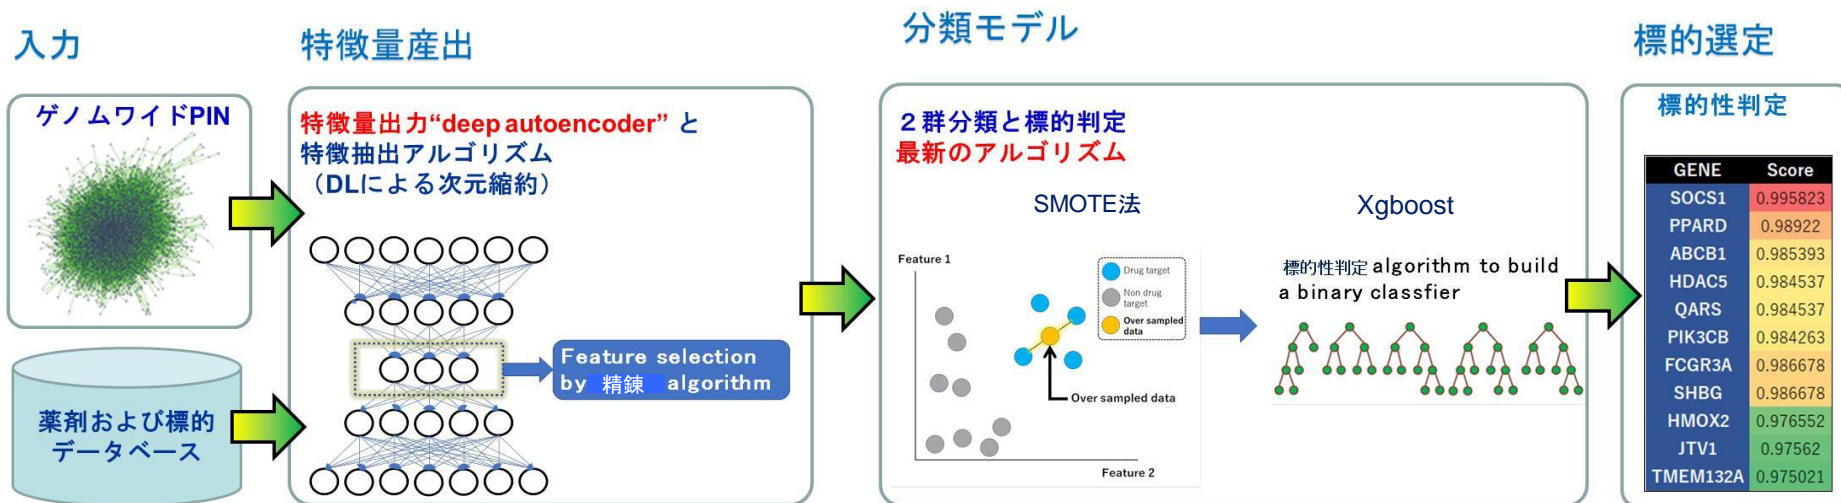 入力
ゲノムワイドPIN
薬剤および標的
データベース
特徴量産出
特徴量出力“deep autoencoder” と
特徴抽出アルゴリズム
（DLによる次元縮約）
Feature selection
by 精錬 algorithm
分類モデル
２群分類と標的判定
最新のアルゴリズム
SMOTE法
Feature 1
Drug target
Non drug
target
Over sampled
data
Over sampled data
Feature 2
Xgboost
標的性判定 algorithm to build
a binary classfier
標的選定
標的性判定
GENE Score
SOCS1 0.995823
PPARD 0.98922
ABCB1 0.985393
HDAC5 0.984537
QARS 0.984537
PIK3CB 0.984263
FCGR3A 0.986678
SHBG 0.986678
HMOX2 0.976552
JTV1 0.97562
TMEM132A 0.975021